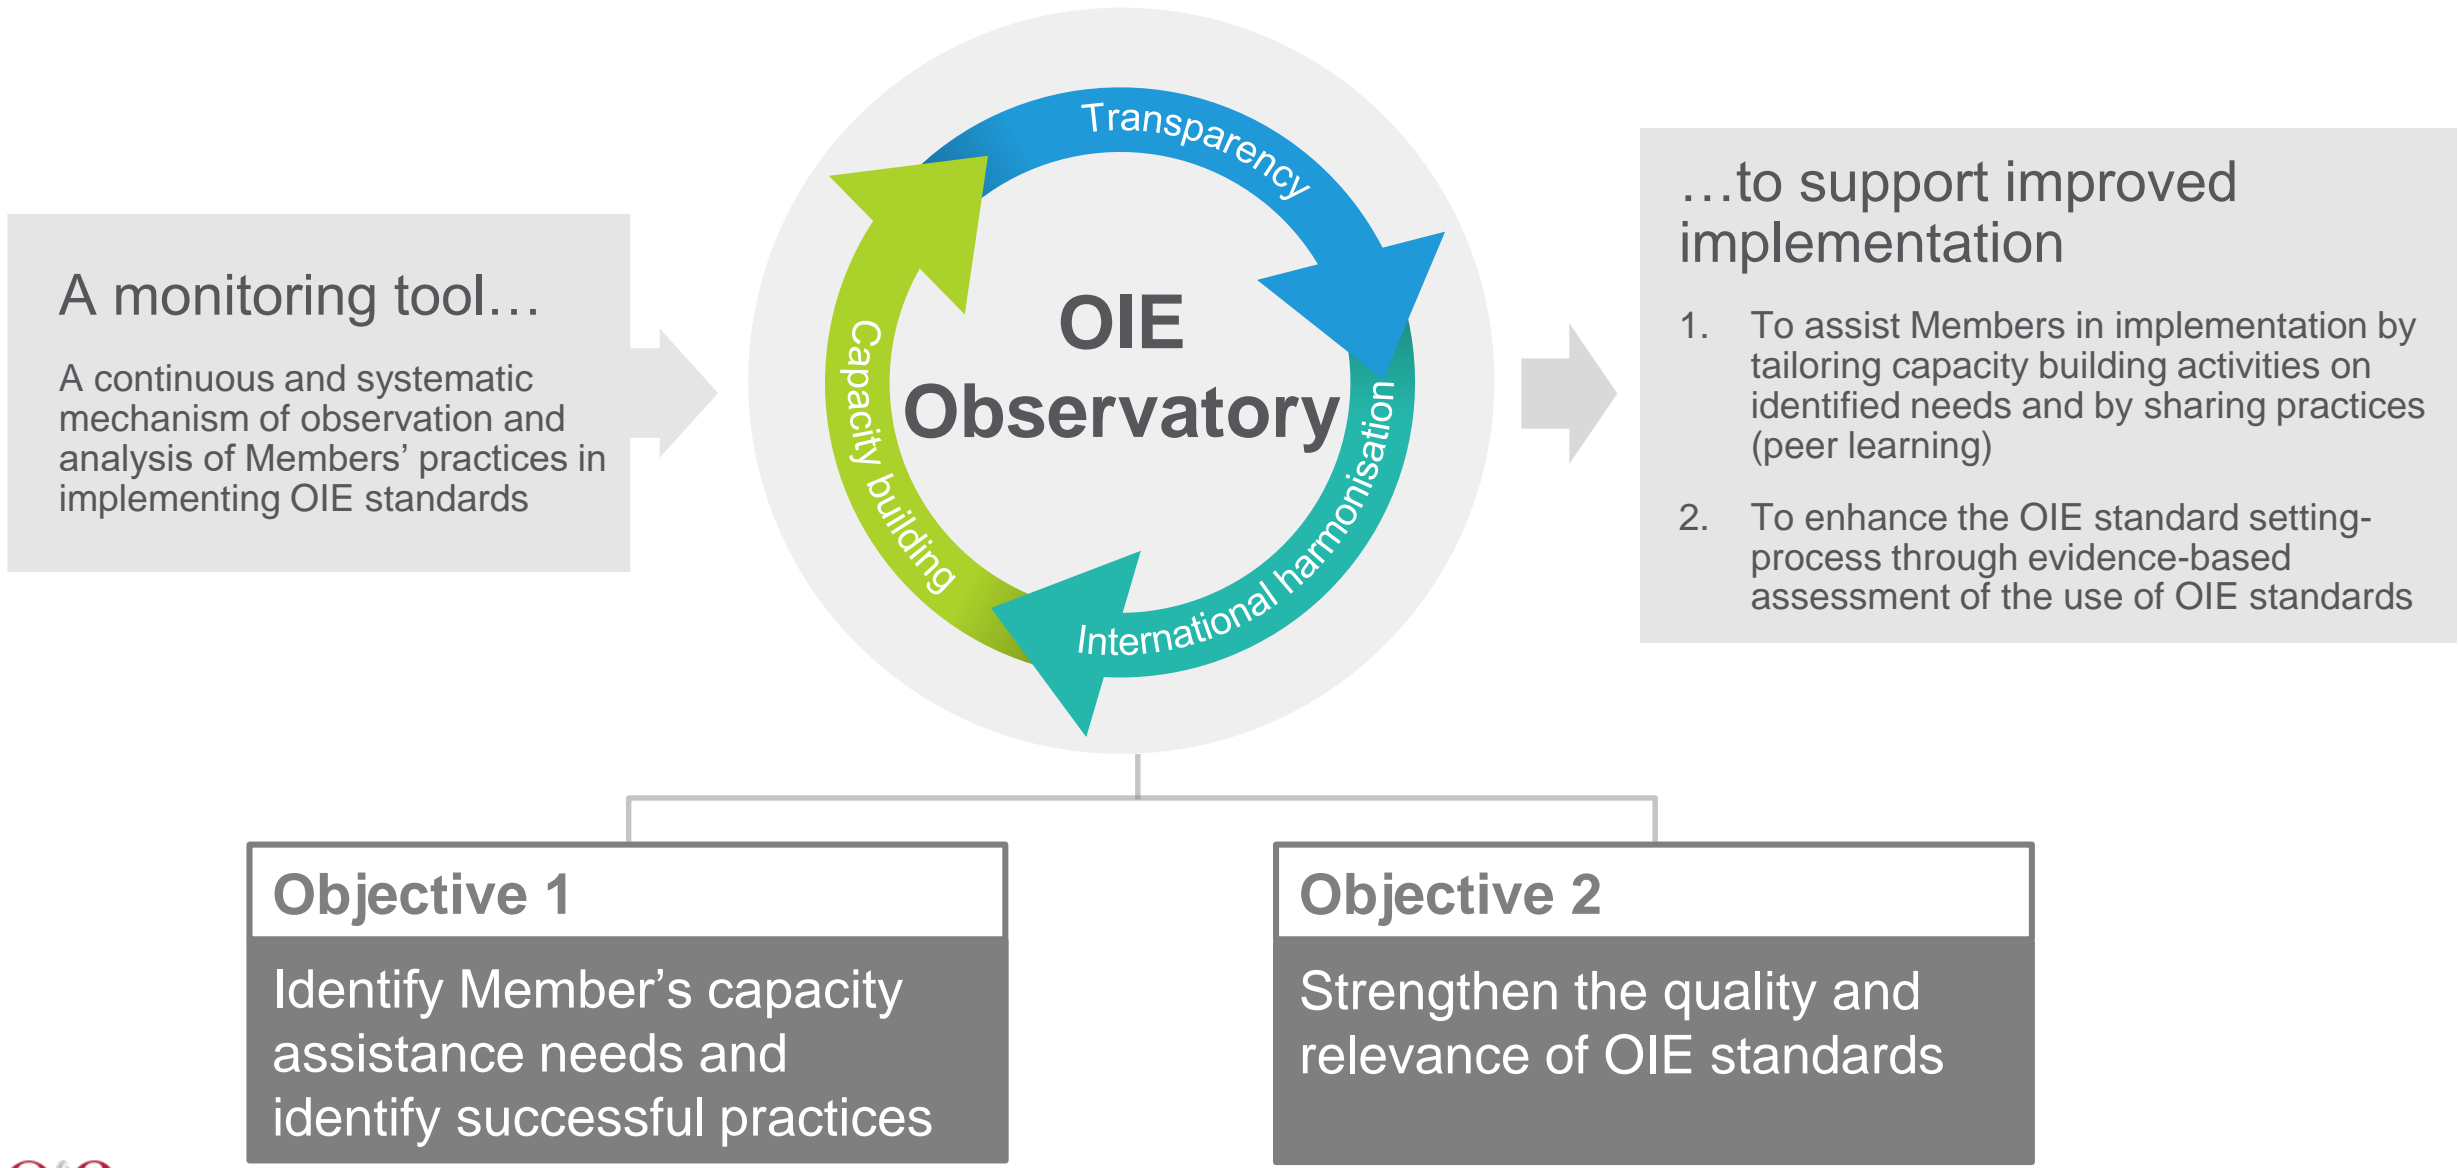 A monitoring tool…
A continuous and systematic
mechanism of observation and
analysis of Members’ practices in
implementing OIE standards
Transparency
International harmonisation
Capacity building
OIE
Observatory
…to support improved
implementation
1. To assist Members in implementation by
tailoring capacity building activities on
identified needs and by sharing practices
(peer learning)
2. To enhance the OIE standard setting-
process through evidence-based
assessment of the use of OIE standards
Objective 1
Identify Member’s capacity
assistance needs and
identify successful practices
Objective 2
Strengthen the quality and
relevance of OIE standards